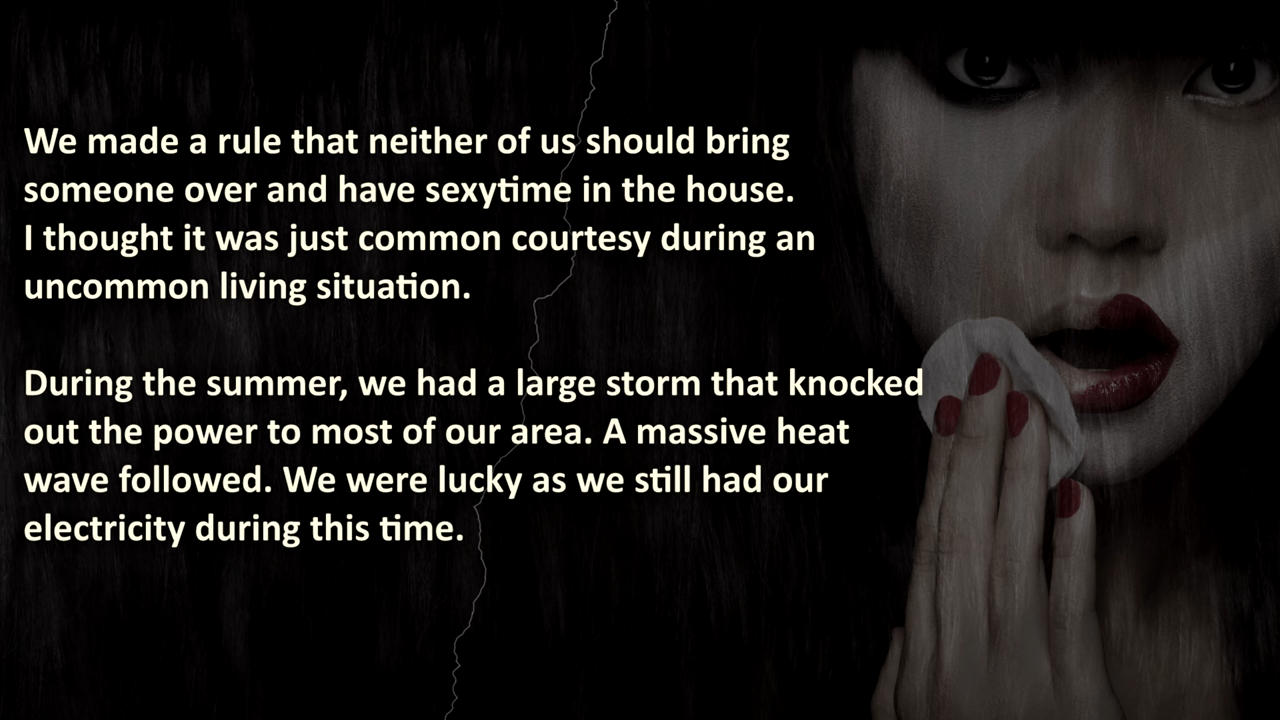 We made a rule that neither of us should bring
someone over and have sexytime in the house.
I thought it was just common courtesy during an
uncommon living situation.
During the summer, we had a large storm that knocked
out the power to most of our area. A massive heat
wave followed. We were lucky as we still had our
electricity during this time.